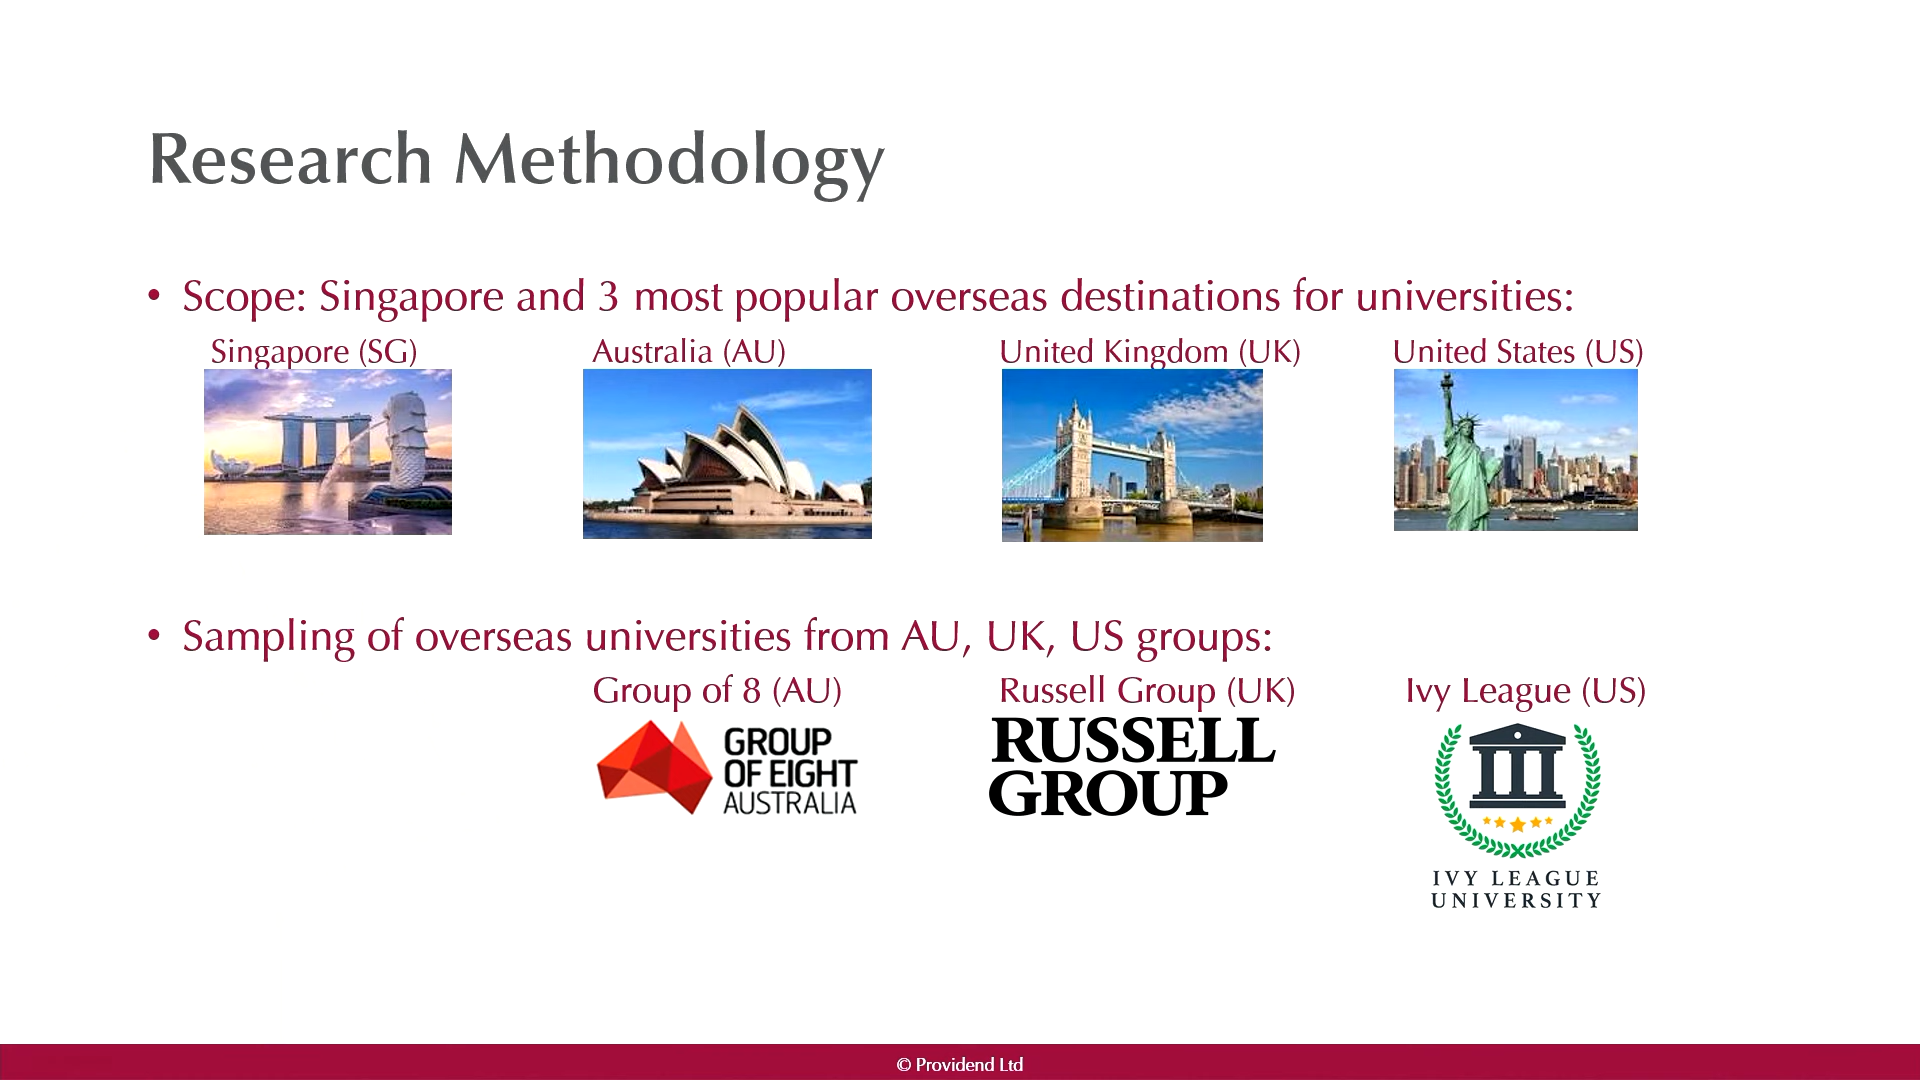 Research Methodology
• Scope: Singapore and 3 most popular overseas destinations for universities:
Singapore (SG) Australia (AU) United Kingdom (UK) United States (US)
• Sampling of overseas universities from AU, UK, US groups:
Group of 8 (AU) Russell Group (UK) Ivy League (US)
GROUP
OF EIGHT
AUSTRALIA
RUSSELL
GROUP
IVY LEAGUE
UNIVERSITY
© Providend Ltd